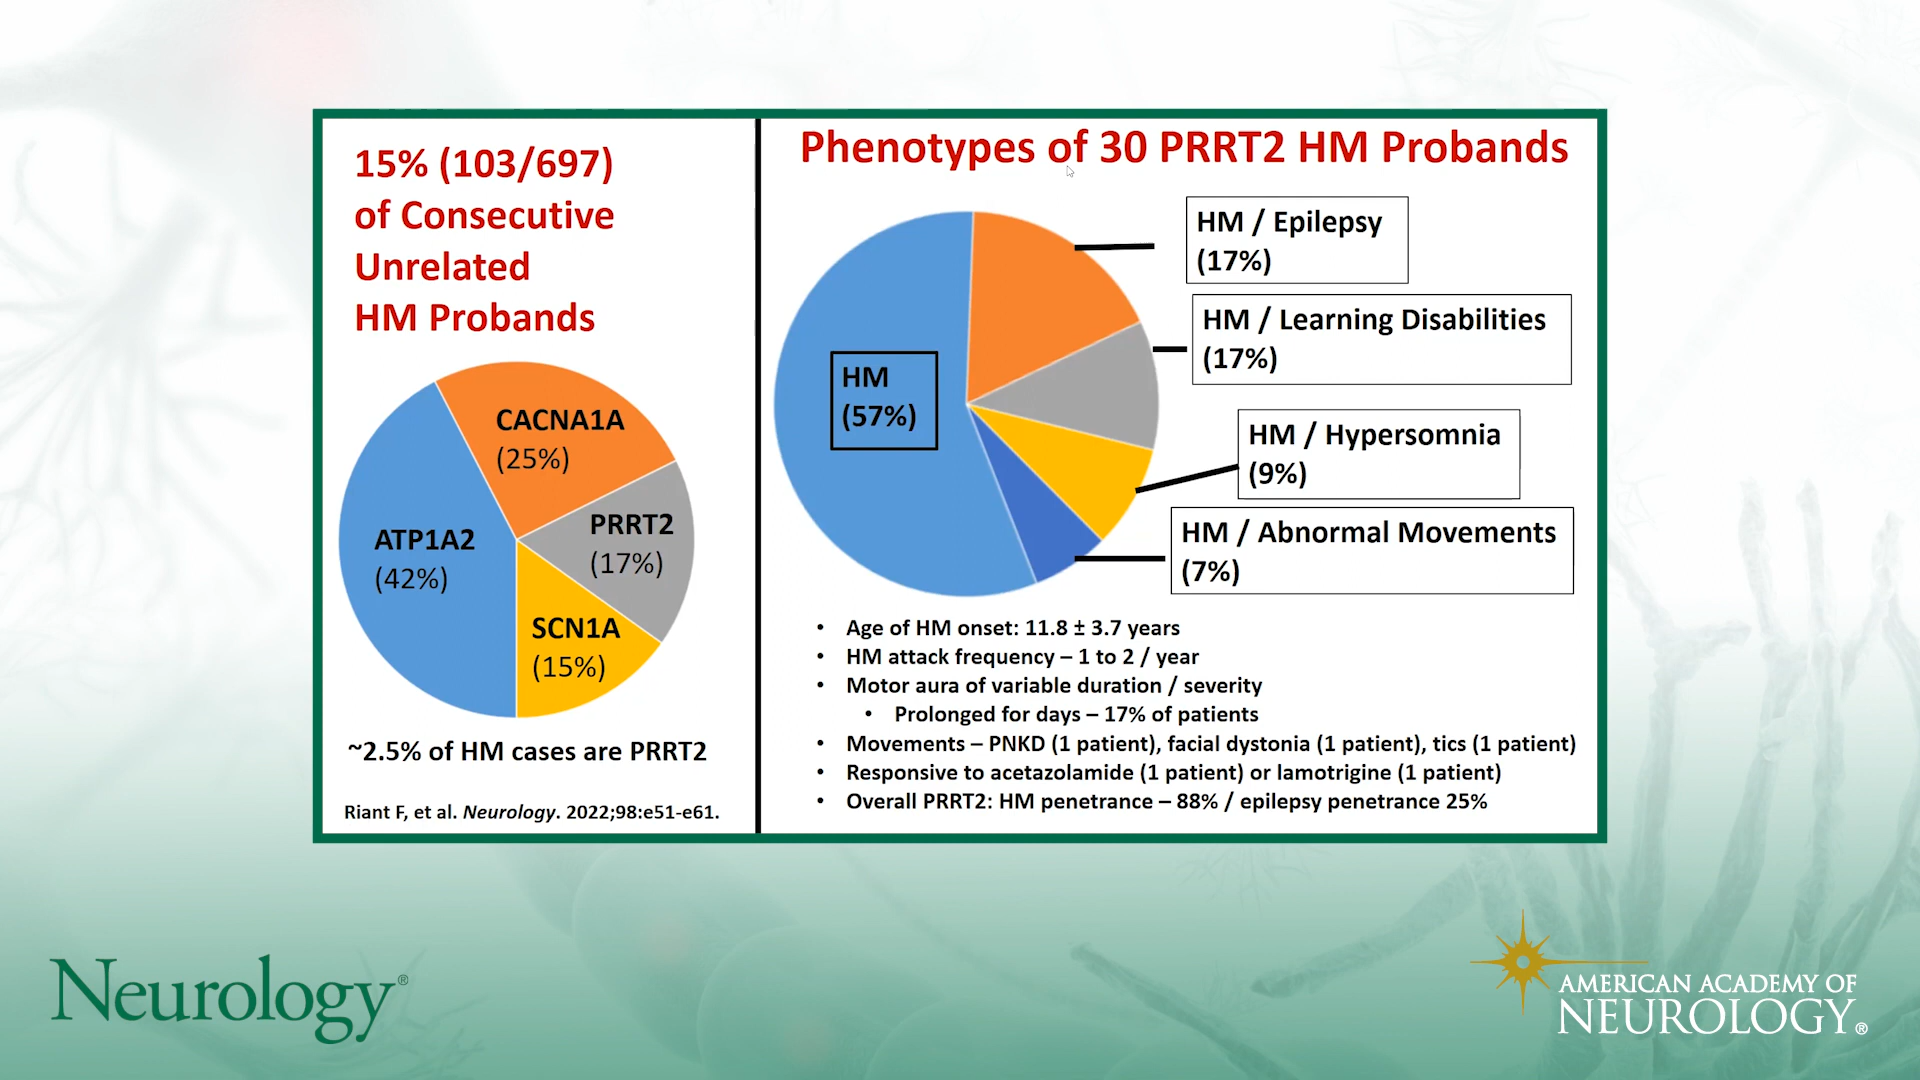 15% (103/697)
of Consecutive
Unrelated
HM Probands
CACNA1A
(25%)
PRRT2
(17%)
ATP1A2
(42%)
SCN1A
(15%)
~2.5% of HM cases are PRRT2
Riant F, et al. Neurology. 2022;98:e51-e61.
Phenotypes of 30 PRRT2 HM Probands
HM / Epilepsy
(17%)
HM / Learning Disabilities
(17%)
HM
(57%)
HM / Hypersomnia
(9%)
HM / Abnormal Movements
(7%)
• Age of HM onset: 11.8 ± 3.7 years
• HM attack frequency – 1 to 2 / year
• Motor aura of variable duration / severity
• Prolonged for days – 17% of patients
• Movements – PNKD (1 patient), facial dystonia (1 patient), tics (1 patient)
• Responsive to acetazolamide (1 patient) or lamotrigine (1 patient)
• Overall PRRT2: HM penetrance – 88% / epilepsy penetrance 25%
Neurology®
AMERICAN ACADEMY OF
NEUROLOGY®